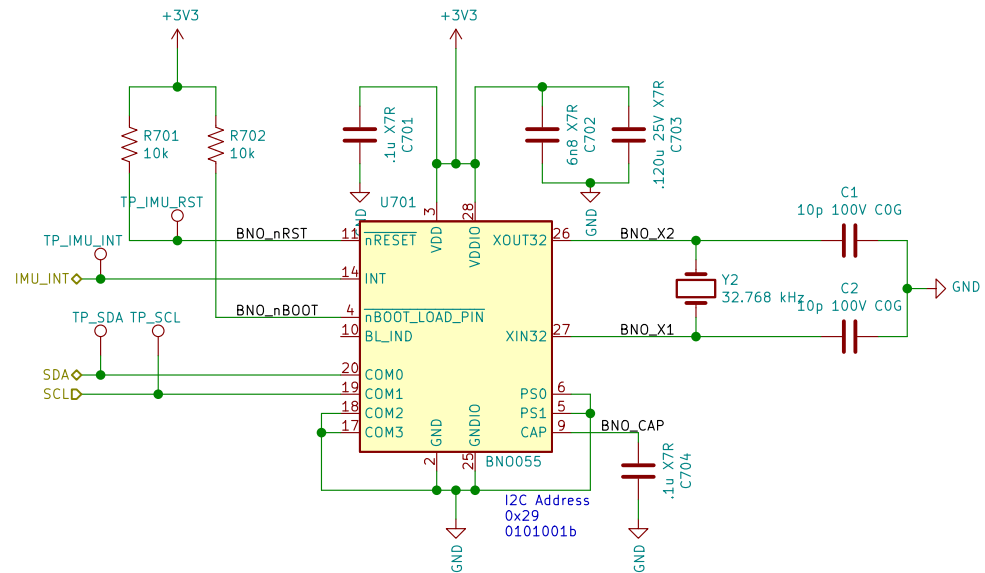 +3V3
+3V3
R701
10k
R702
10k
.1u X7R
C701
6n8 X7R
C702
.120u 25V X7R
C703
GND
TP_IMU_RST
U701
3
28
C1
10p 100V C0G
TP_IMU_INT
BNO_nRST
11
nRESET
VDD
VDDIO
XOUT32
26
BNO_X2
IMU_INT
14
INT
Y2
32.768 kHz
GND
C2
10p 100V C0G
TP_SDA
TP_SCL
BNO_nBOOT
4
nBOOT_LOAD_PIN
10
BL_IND
XIN32
27
BNO_X1
SDA
20
COM0
SCL
19
COM1
PS0
6
18
COM2
PS1
5
17
COM3
CAP
9
BNO_CAP
GND
GNDIO
2
25
BNO055
.1u X7R
C704
I2C Address
0x29
0101001b
GND
GND